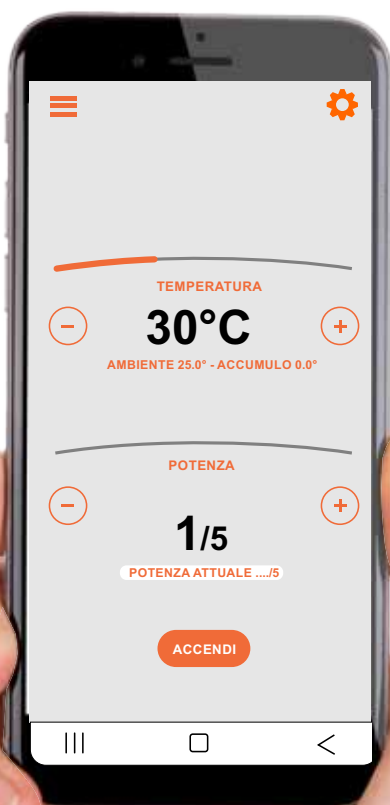 TEMPERATURA
30°C
AMBIENTE 25.0° - ACCUMULO 0.0°
POTENZA
1/5
POTENZA ATTUALE ..../5
ACCENDI